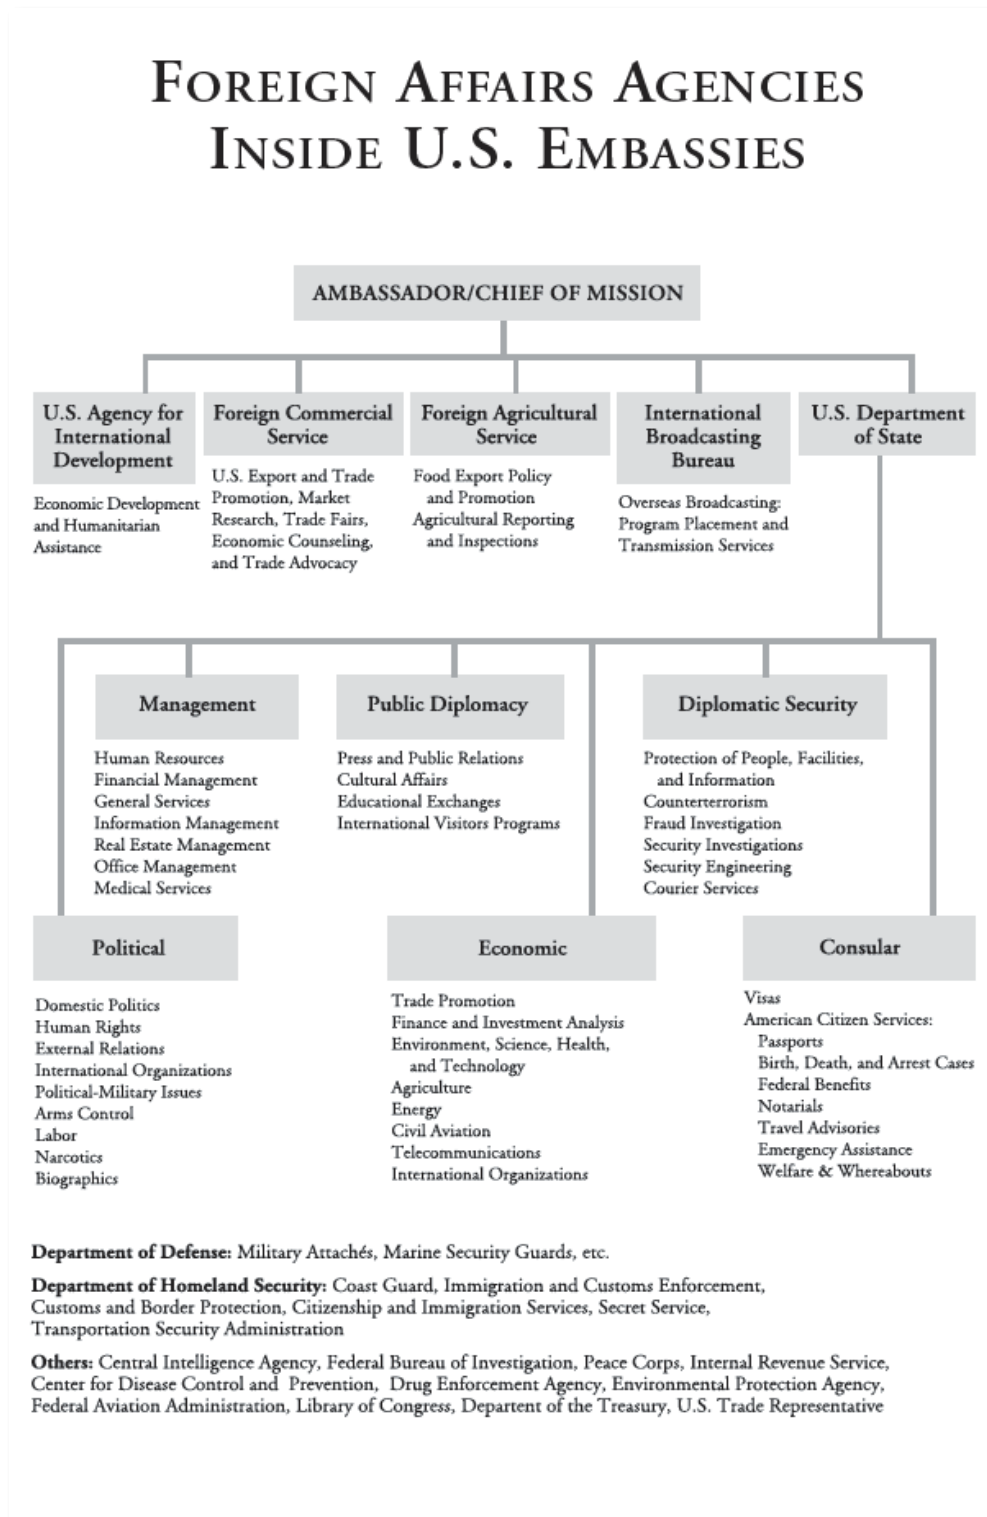 FOREIGN AFFAIRS AGENCIES
INSIDE U.S. EMBASSIES
AMBASSADOR/CHIEF OF MISSION
U.S. Agency for
International
Development
Economic Development
and Humanitarian
Assistance
Foreign Commercial
Service
U.S. Export and Trade
Promotion, Market
Research, Trade Fairs,
Economic Counseling,
and Trade Advocacy
Foreign Agricultural
Service
Food Export Policy
and Promotion
Agricultural Reporting
and Inspections
International
Broadcasting
Bureau
Overseas Broadcasting:
Program Placement and
Transmission Services
U.S. Department
of State
Management
Human Resources
Financial Management
General Services
Information Management
Real Estate Management
Office Management
Medical Services
Public Diplomacy
Press and Public Relations
Cultural Affairs
Educational Exchanges
International Visitors Programs
Diplomatic Security
Protection of People, Facilities,
and Information
Counterterrorism
Fraud Investigation
Security Investigations
Security Engineering
Courier Services
Political
Domestic Politics
Human Rights
External Relations
International Organizations
Political-Military Issues
Arms Control
Labor
Narcotics
Biographics
Economic
Trade Promotion
Finance and Investment Analysis
Environment, Science, Health,
and Technology
Agriculture
Energy
Civil Aviation
Telecommunications
International Organizations
Consular
Visas
American Citizen Services:
Passports
Birth, Death, and Arrest Cases
Federal Benefits
Notarials
Travel Advisories
Emergency Assistance
Welfare & Whereabouts
Department of Defense: Military Attachés, Marine Security Guards, etc.
Department of Homeland Security: Coast Guard, Immigration and Customs Enforcement,
Customs and Border Protection, Citizenship and Immigration Services, Secret Service,
Transportation Security Administration
Others: Central Intelligence Agency, Federal Bureau of Investigation, Peace Corps, Internal Revenue Service,
Center for Disease Control and Prevention, Drug Enforcement Agency, Environmental Protection Agency,
Federal Aviation Administration, Library of Congress, Departent of the Treasury, U.S. Trade Representative